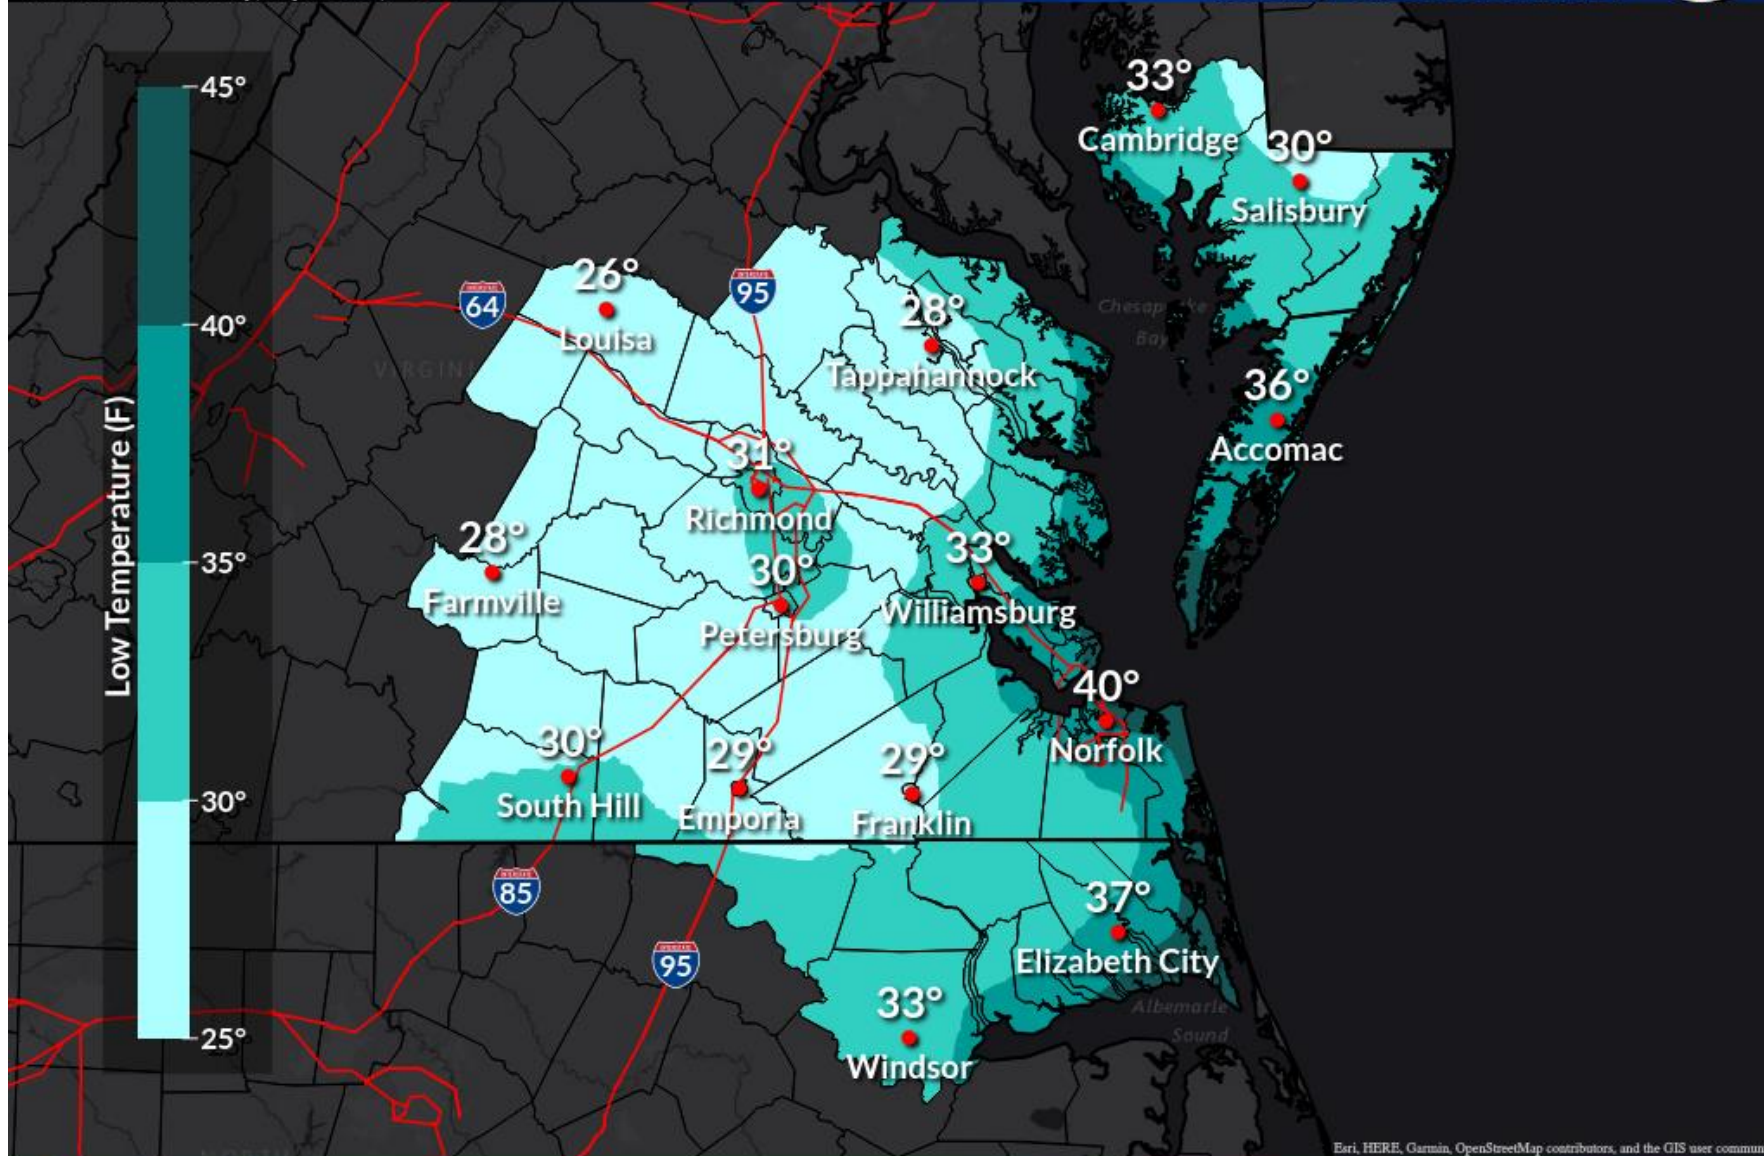 45°
40°
35°
30°
25°
Low Temperature (F)
33°
Cambridge
30°
Salisbury
26°
Louisa
64
95
28°
Tappahannock
Chesapeake
Bay
VIRGINI
36°
Accomac
31°
Richmond
28°
Farmville
30°
Petersburg
33°
Williamsburg
40°
Norfolk
30°
South Hill
29°
Emporia
29°
Franklin
85
95
37°
Elizabeth City
33°
Windsor
Albemarle
Sound
Esri, HERE, Garmin, OpenStreetMap contributors, and the GIS user commun